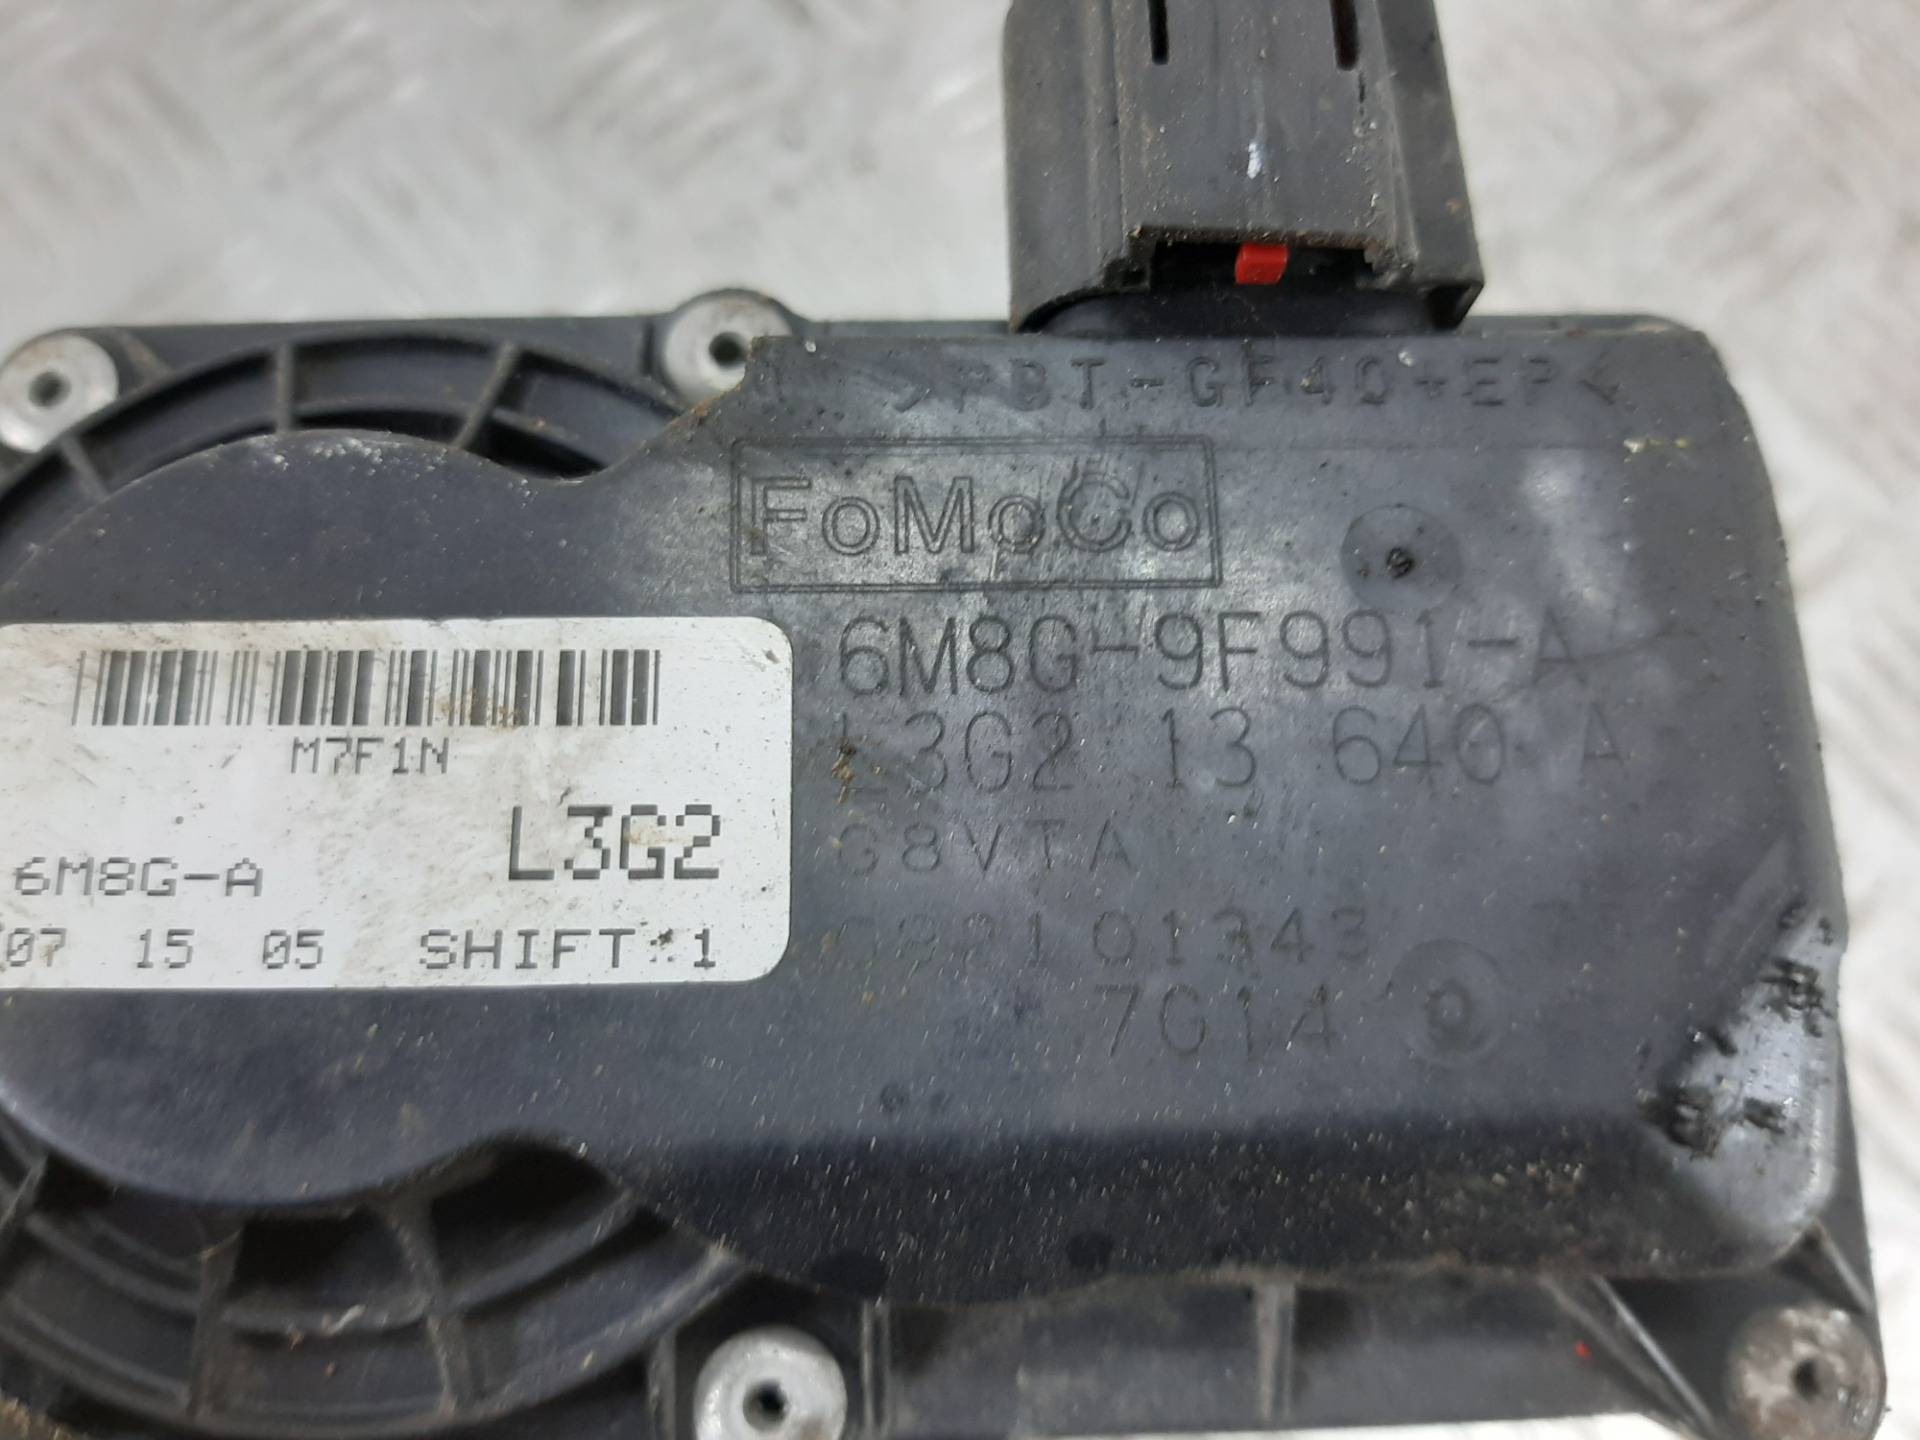 >PBT-GF40+EP<
FoMoCo
6M8G-9F991-A
L3G2 13 640 A
G8VTA
01343
7G14
M7F1N
L3G2
6M8G-A
07 15 05 SHIFT 1